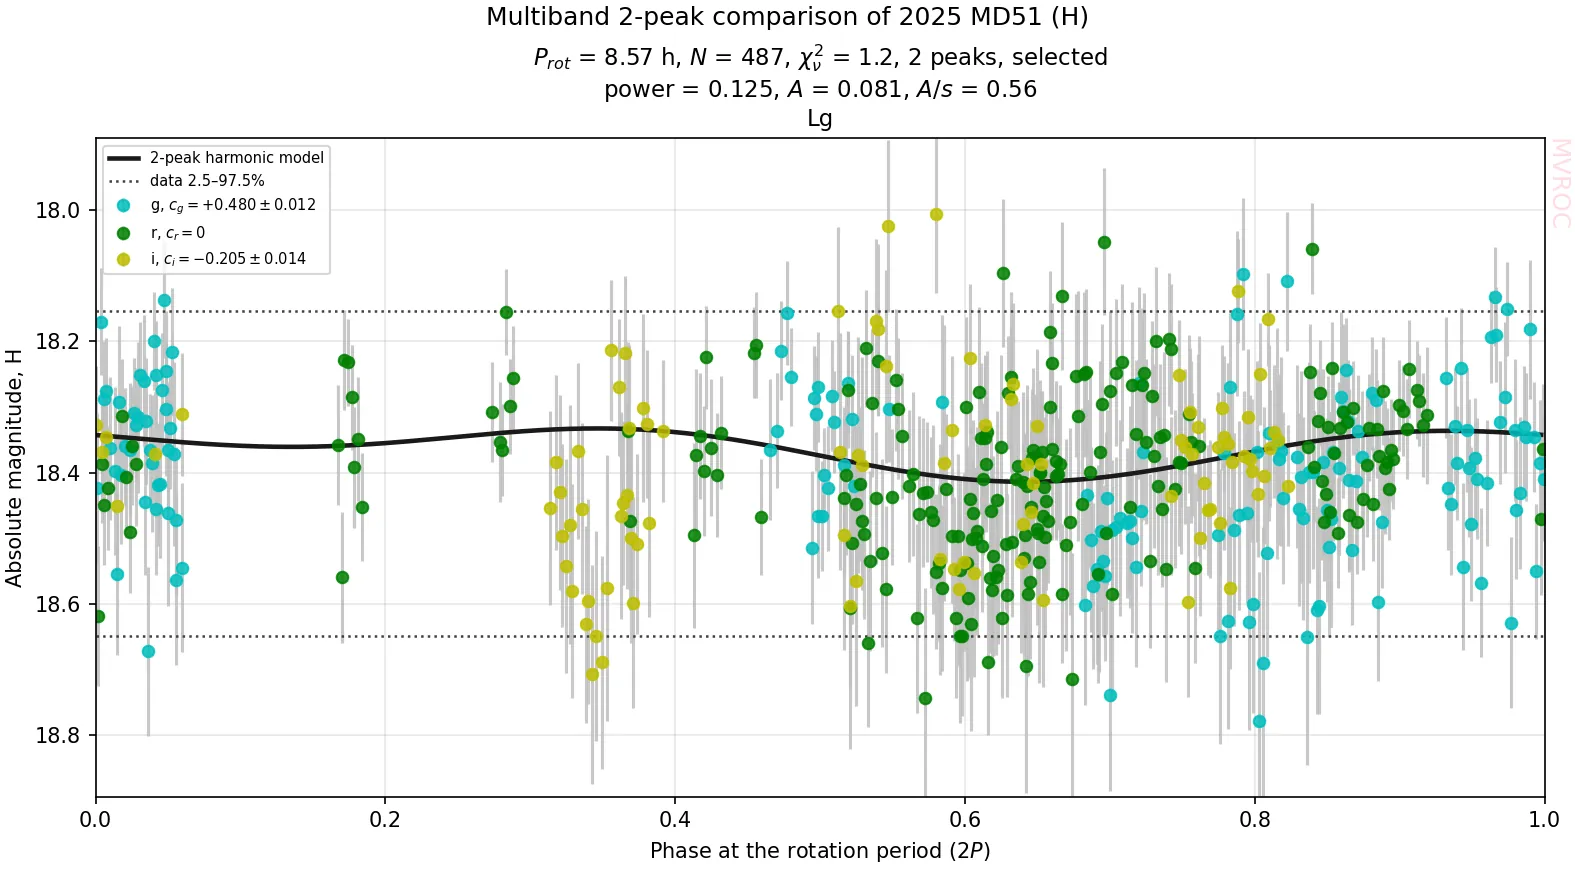 Multiband 2-peak comparison of 2025 MD51 (H)
P_rot = 8.57 h, N = 487, χ²_ν = 1.2, 2 peaks, selected
power = 0.125, A = 0.081, A/s = 0.56
Lg
2-peak harmonic model
data 2.5–97.5%
g, c_g = +0.480 ± 0.012
r, c_r = 0
i, c_i = −0.205 ± 0.014
MVROC
Absolute magnitude, H
18.0
18.2
18.4
18.6
18.8
0.0 0.2 0.4 0.6 0.8 1.0
Phase at the rotation period (2P)